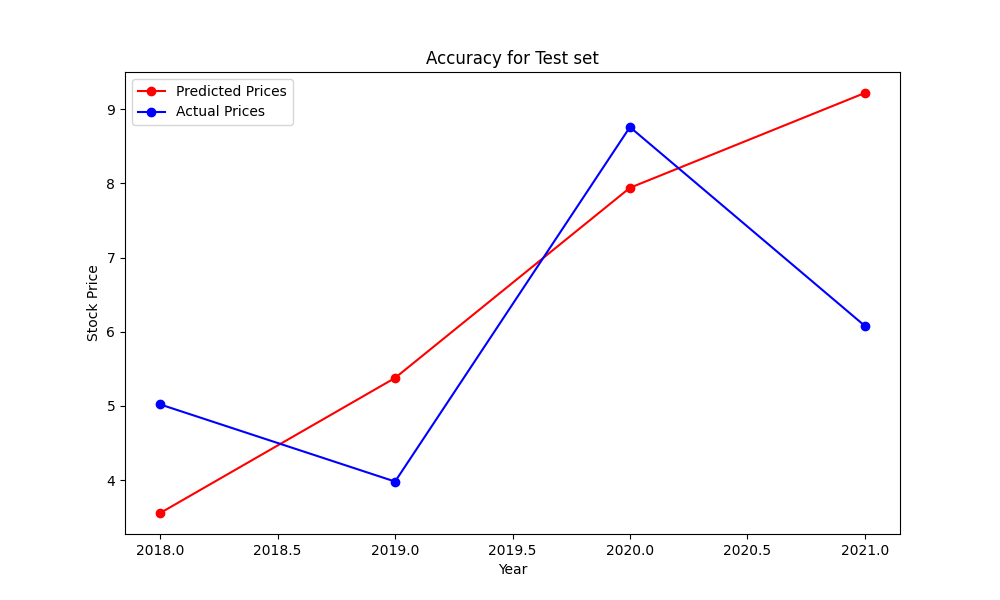 Accuracy for Test set
Predicted Prices
Actual Prices
9
8
7
6
5
4
Stock Price
2018.0 2018.5 2019.0 2019.5 2020.0 2020.5 2021.0
Year